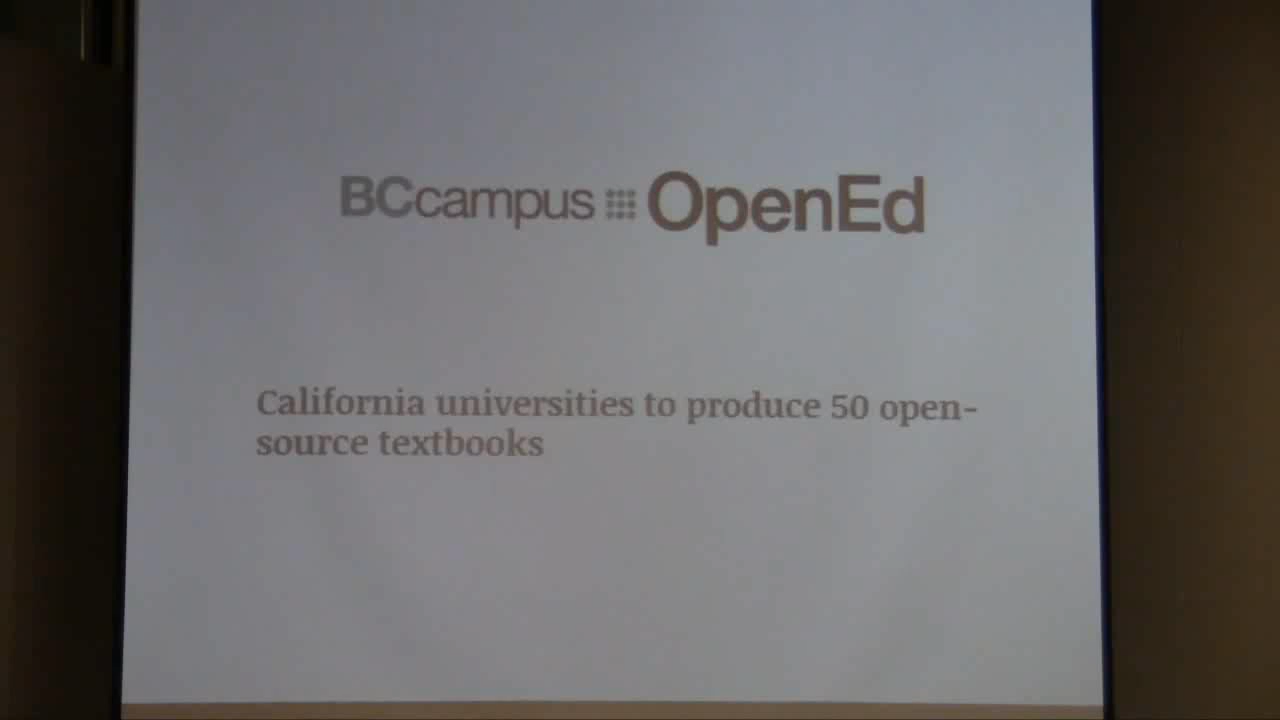 BCcampus OpenEd
California universities to produce 50 open-
source textbooks